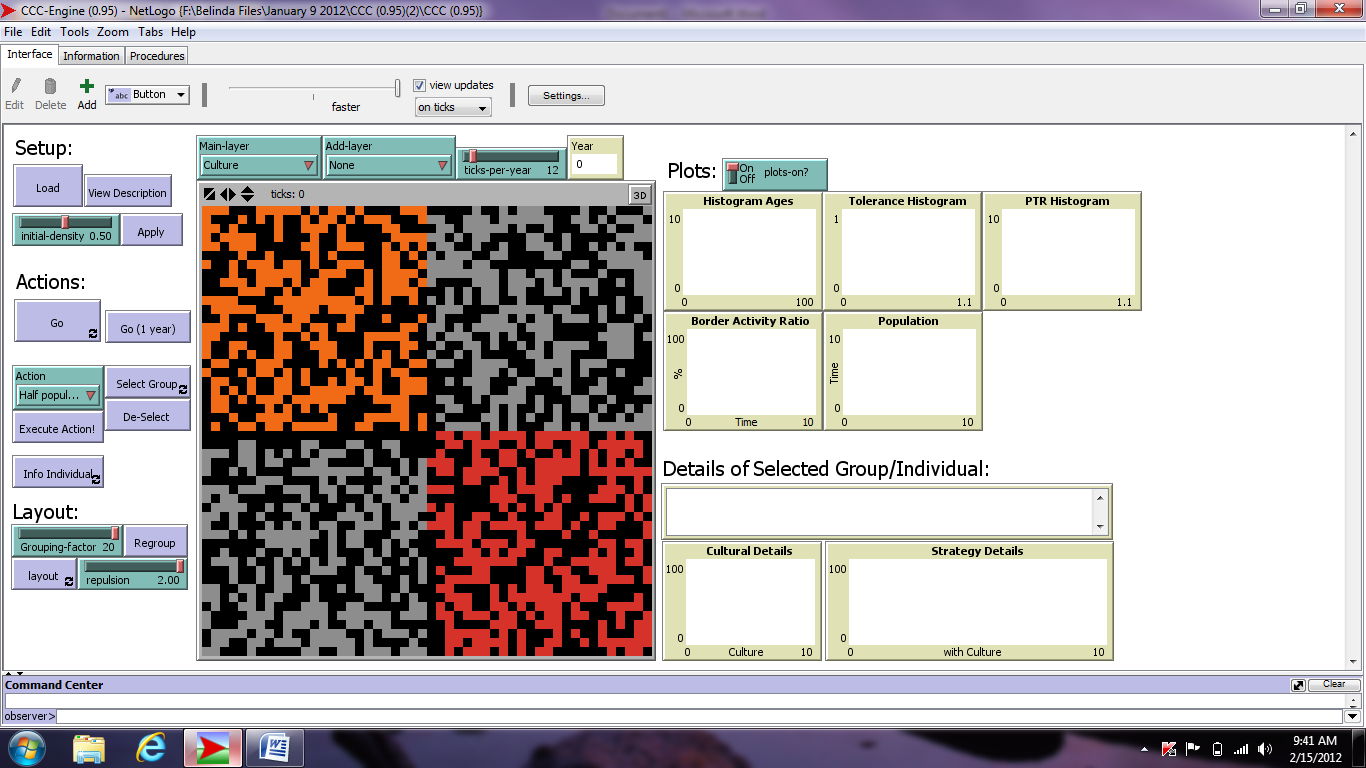 CCC-Engine (0.95) - NetLogo {F:\Belinda Files\January 9 2012\CCC (0.95)(2)\CCC (0.95)}
File Edit Tools Zoom Tabs Help
Interface Information Procedures
Edit Delete Add
abc Button
faster
view updates
on ticks
Settings...
Setup:
Load
View Description
initial-density 0.50
Apply
Actions:
Go
Go (1 year)
Action
Half popul...
Select Group
De-Select
Execute Action!
Info Individual
Layout:
Grouping-factor 20
Regroup
layout
repulsion 2.00
Main-layer
Culture
Add-layer
None
ticks-per-year 12
Year
0
ticks: 0
3D
Plots:
On
Off
plots-on?
Histogram Ages
10
0
0 100
Tolerance Histogram
1
0
0 1.1
PTR Histogram
10
0
0 1.1
Border Activity Ratio
100
%
0
0 Time 10
Population
10
Time
0
0 10
Details of Selected Group/Individual:
Cultural Details
100
0
0 Culture 10
Strategy Details
100
0
0 with Culture 10
Command Center
Clear
observer>
9:41 AM
2/15/2012